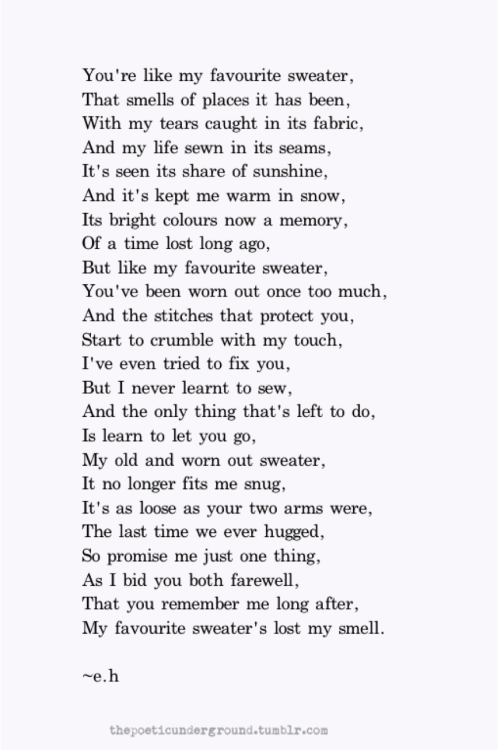 You're like my favourite sweater,
That smells of places it has been,
With my tears caught in its fabric,
And my life sewn in its seams,
It's seen its share of sunshine,
And it's kept me warm in snow,
Its bright colours now a memory,
Of a time lost long ago,
But like my favourite sweater,
You've been worn out once too much,
And the stitches that protect you,
Start to crumble with my touch,
I've even tried to fix you,
But I never learnt to sew,
And the only thing that's left to do,
Is learn to let you go,
My old and worn out sweater,
It no longer fits me snug,
It's as loose as your two arms were,
The last time we ever hugged,
So promise me just one thing,
As I bid you both farewell,
That you remember me long after,
My favourite sweater's lost my smell.
~e.h
thepoeticunderground.tumblr.com